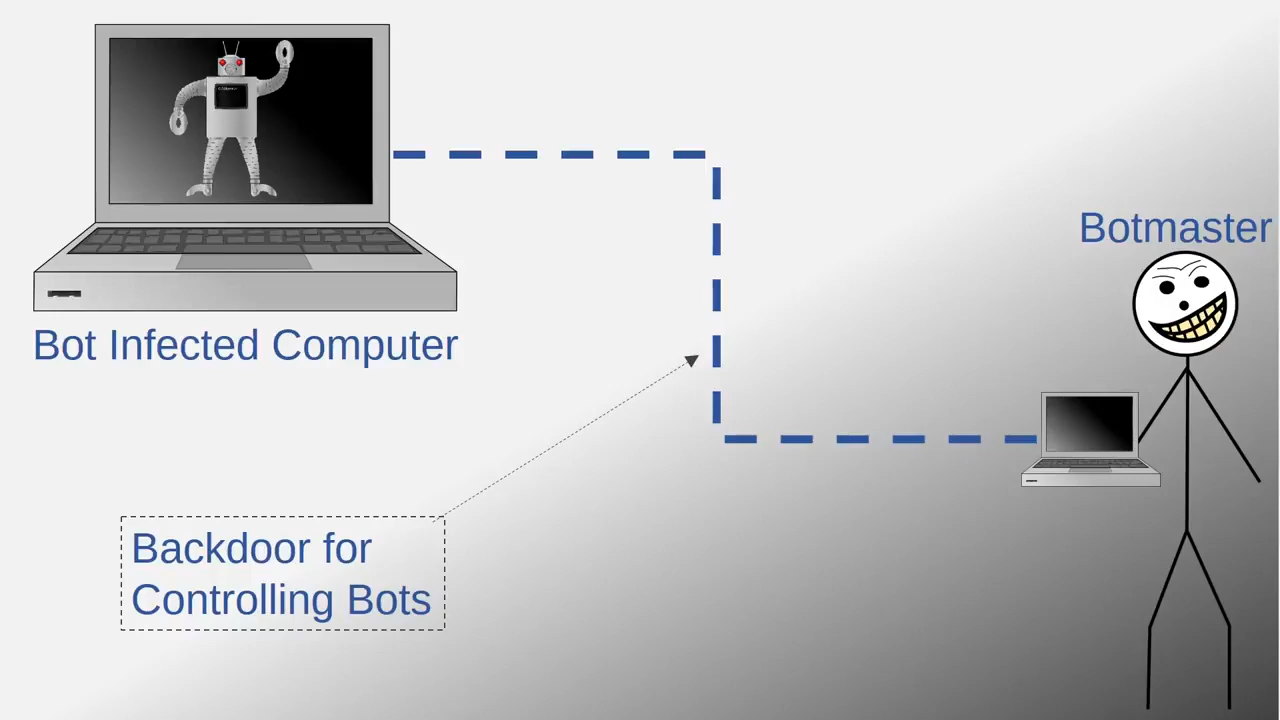 Botmaster
Bot Infected Computer
Backdoor for
Controlling Bots